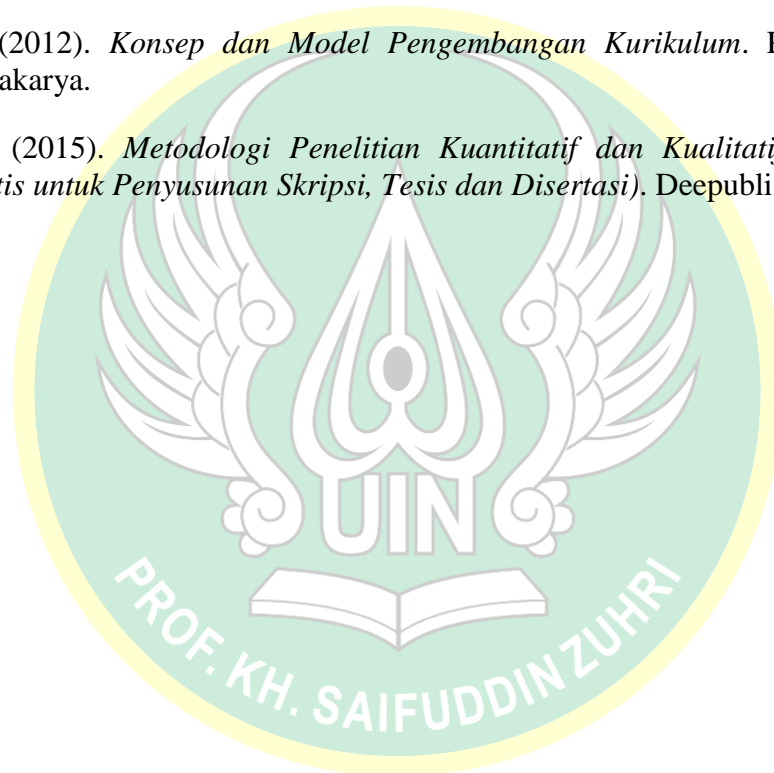 (2012). Konsep dan Model Pengembangan Kurikulum.
akarya.
(2015). Metodologi Penelitian Kuantitatif dan Kualitatif
tis untuk Penyusunan Skripsi, Tesis dan Disertasi). Deepubli
UIN
PROF. KH. SAIFUDDIN ZUHRI